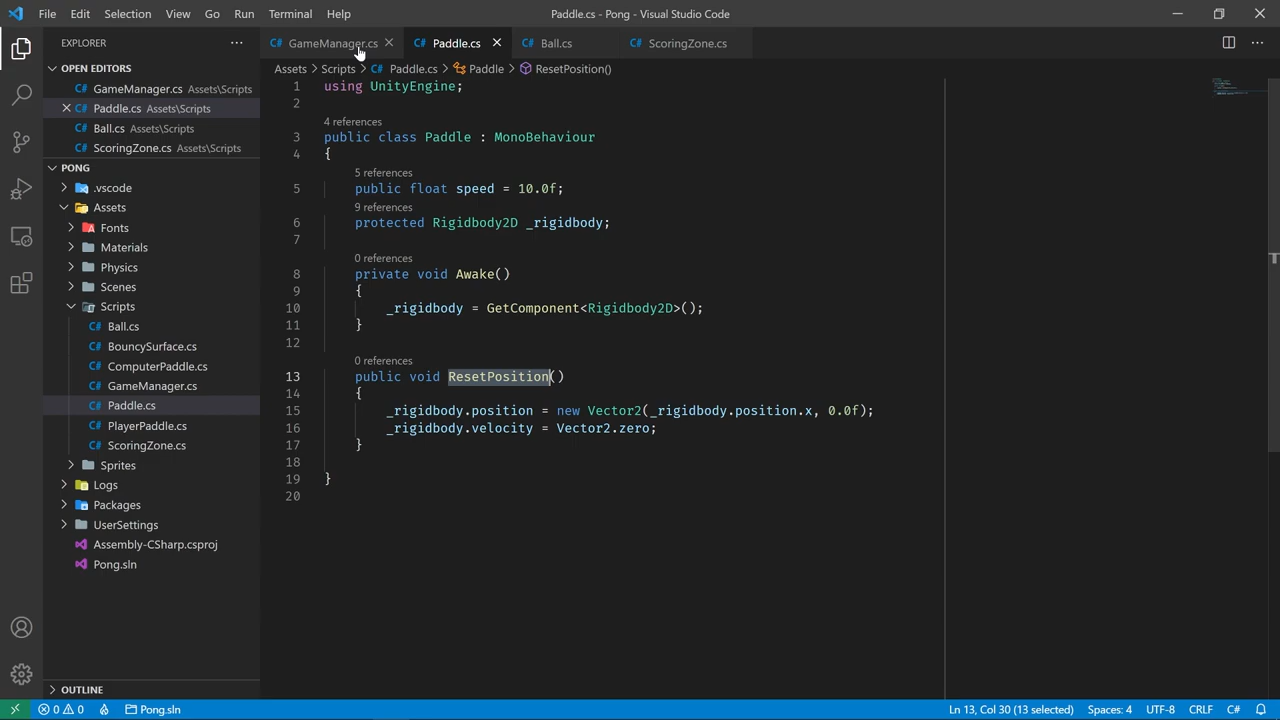 File Edit Selection View Go Run Terminal Help
Paddle.cs - Pong - Visual Studio Code
EXPLORER
OPEN EDITORS
C# GameManager.cs Assets\Scripts
C# Paddle.cs Assets\Scripts
C# Ball.cs Assets\Scripts
C# ScoringZone.cs Assets\Scripts
PONG
.vscode
Assets
Fonts
Materials
Physics
Scenes
Scripts
C# Ball.cs
C# BouncySurface.cs
C# ComputerPaddle.cs
C# GameManager.cs
C# Paddle.cs
C# PlayerPaddle.cs
C# ScoringZone.cs
Sprites
Logs
Packages
UserSettings
Assembly-CSharp.csproj
Pong.sln
OUTLINE
C# GameManager.cs
C# Paddle.cs
C# Ball.cs
C# ScoringZone.cs
Assets > Scripts > C# Paddle.cs > Paddle > ResetPosition()
1 using UnityEngine;
2
4 references
3 public class Paddle : MonoBehaviour
4 {
5 references
5 public float speed = 10.0f;
9 references
6 protected Rigidbody2D _rigidbody;
7
0 references
8 private void Awake()
9 {
10 _rigidbody = GetComponent<Rigidbody2D>();
11 }
12
0 references
13 public void ResetPosition()
14 {
15 _rigidbody.position = new Vector2(_rigidbody.position.x, 0.0f);
16 _rigidbody.velocity = Vector2.zero;
17 }
18
19 }
20
0 0 Pong.sln
Ln 13, Col 30 (13 selected) Spaces: 4 UTF-8 CRLF C#